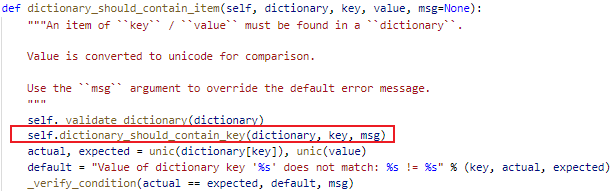 def dictionary_should_contain_item(self, dictionary, key, value, msg=None):
"""An item of ``key`` / ``value`` must be found in a ``dictionary``.
Value is converted to unicode for comparison.
Use the ``msg`` argument to override the default error message.
"""
self._validate_dictionary(dictionary)
self.dictionary_should_contain_key(dictionary, key, msg)
actual, expected = unic(dictionary[key]), unic(value)
default = "Value of dictionary key '%s' does not match: %s != %s" % (key, actual, expected)
_verify_condition(actual == expected, default, msg)